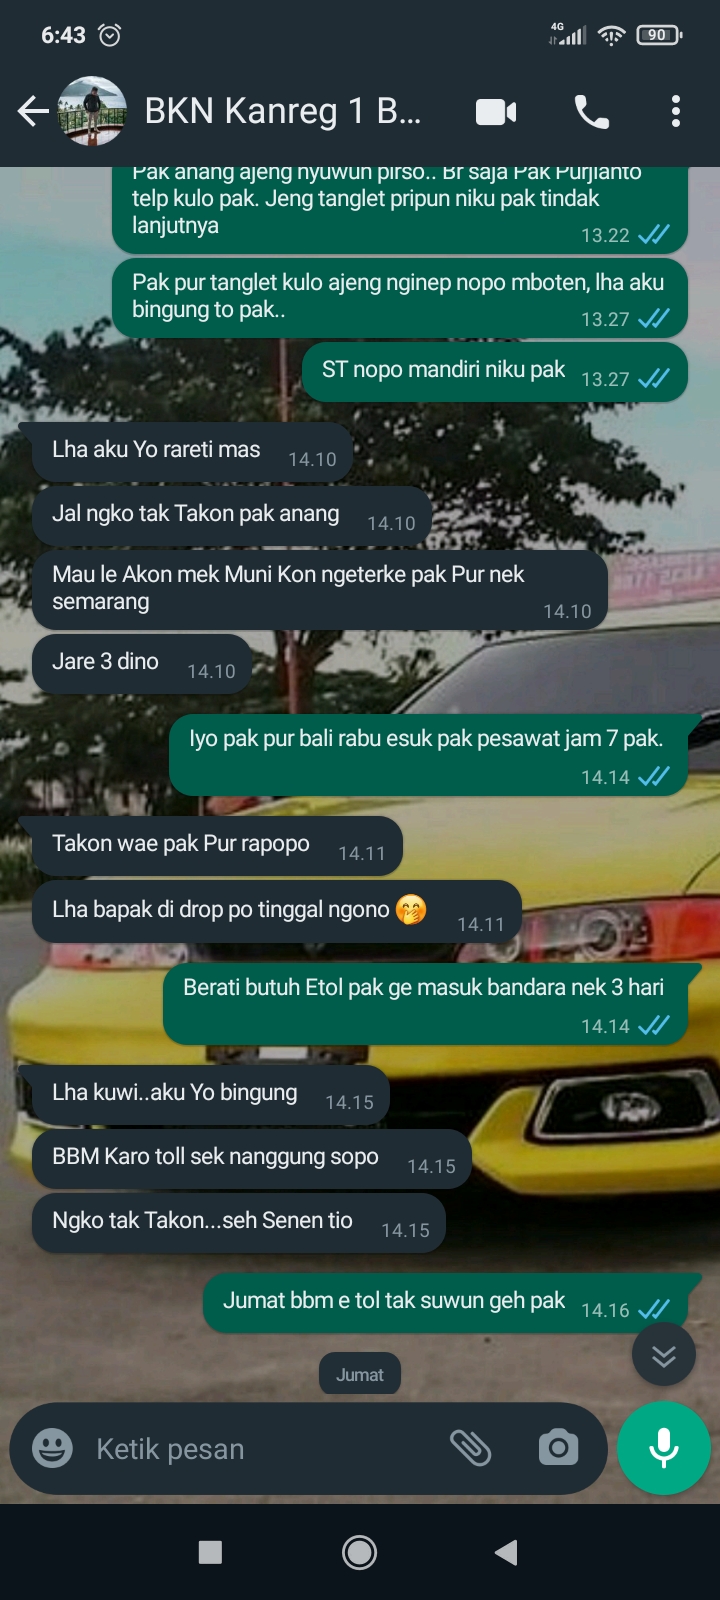 6:43
4G
90
BKN Kanreg 1 B...
Pak anang ajeng nyuwun pirso.. Br saja Pak Purjianto
telp kulo pak. Jeng tanglet pripun niku pak tindak
lanjutnya
13.22
Pak pur tanglet kulo ajeng nginep nopo mboten, lha aku
bingung to pak..
13.27
ST nopo mandiri niku pak
13.27
Lha aku Yo rareti mas
14.10
Jal ngko tak Takon pak anang
14.10
Mau le Akon mek Muni Kon ngeterke pak Pur nek
semarang
14.10
Jare 3 dino
14.10
Iyo pak pur bali rabu esuk pak pesawat jam 7 pak.
14.14
Takon wae pak Pur rapopo
14.11
Lha bapak di drop po tinggal ngono 🤭
14.11
Berati butuh Etol pak ge masuk bandara nek 3 hari
14.14
Lha kuwi..aku Yo bingung
14.15
BBM Karo toll sek nanggung sopo
14.15
Ngko tak Takon...seh Senen tio
14.15
Jumat bbm e tol tak suwun geh pak
14.16
Jumat
Ketik pesan